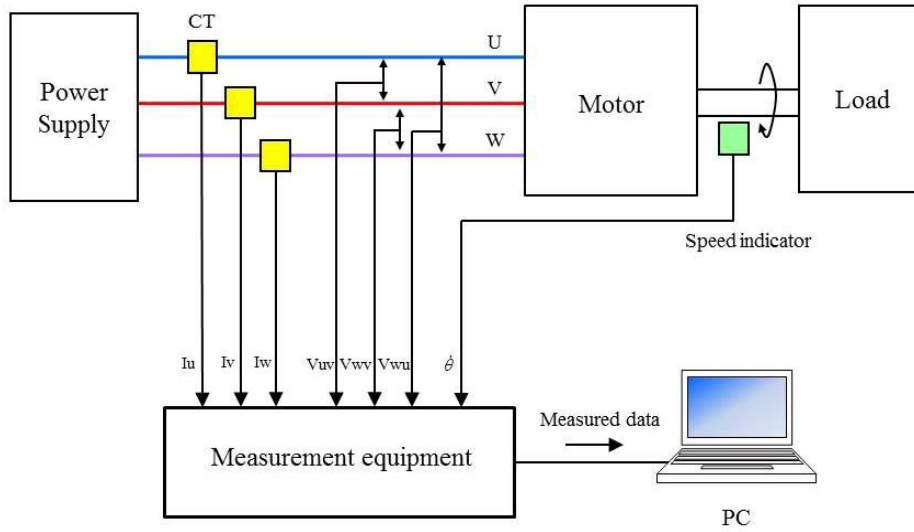 CT
U
Power
Supply
V
Motor
Load
W
Speed indicator
Iu Iv Iw Vuv Vwv Vwu θ̇
Measured data
Measurement equipment
PC